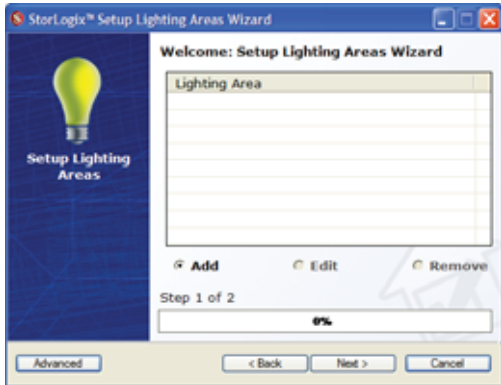 StorLogix™ Setup Lighting Areas Wizard
Welcome: Setup Lighting Areas Wizard
Lighting Area
Setup Lighting
Areas
Add Edit Remove
Step 1 of 2
0%
Advanced < Back Next > Cancel